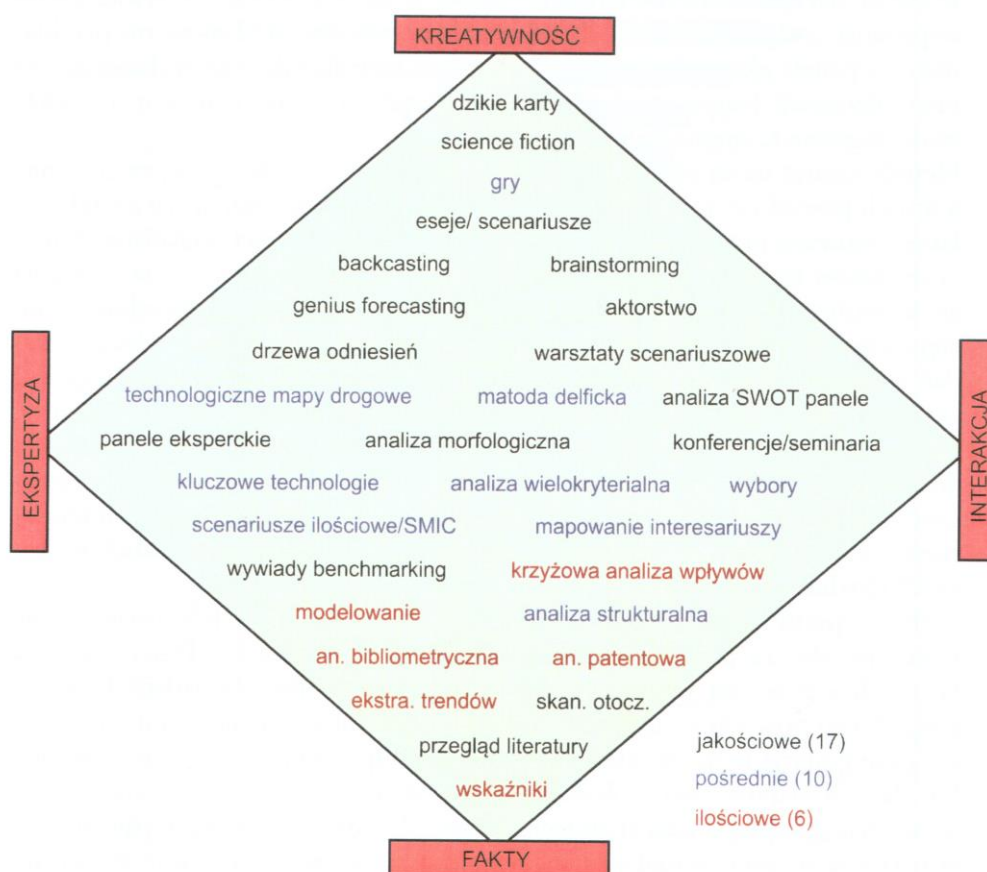 KREATYWNOŚĆ
dzikie karty
science fiction
gry
eseje/ scenariusze
backcasting brainstorming
genius forecasting aktorstwo
drzewa odniesień warsztaty scenariuszowe
technologiczne mapy drogowe matoda delficka analiza SWOT panele
EKSPERTYZA
panele eksperckie analiza morfologiczna konferencje/seminaria
INTERAKCJA
kluczowe technologie analiza wielokryterialna wybory
scenariusze ilościowe/SMIC mapowanie interesariuszy
wywiady benchmarking krzyżowa analiza wpływów
modelowanie analiza strukturalna
an. bibliometryczna an. patentowa
ekstra. trendów skan. otocz.
przegląd literatury
wskaźniki
jakościowe (17)
pośrednie (10)
ilościowe (6)
FAKTY